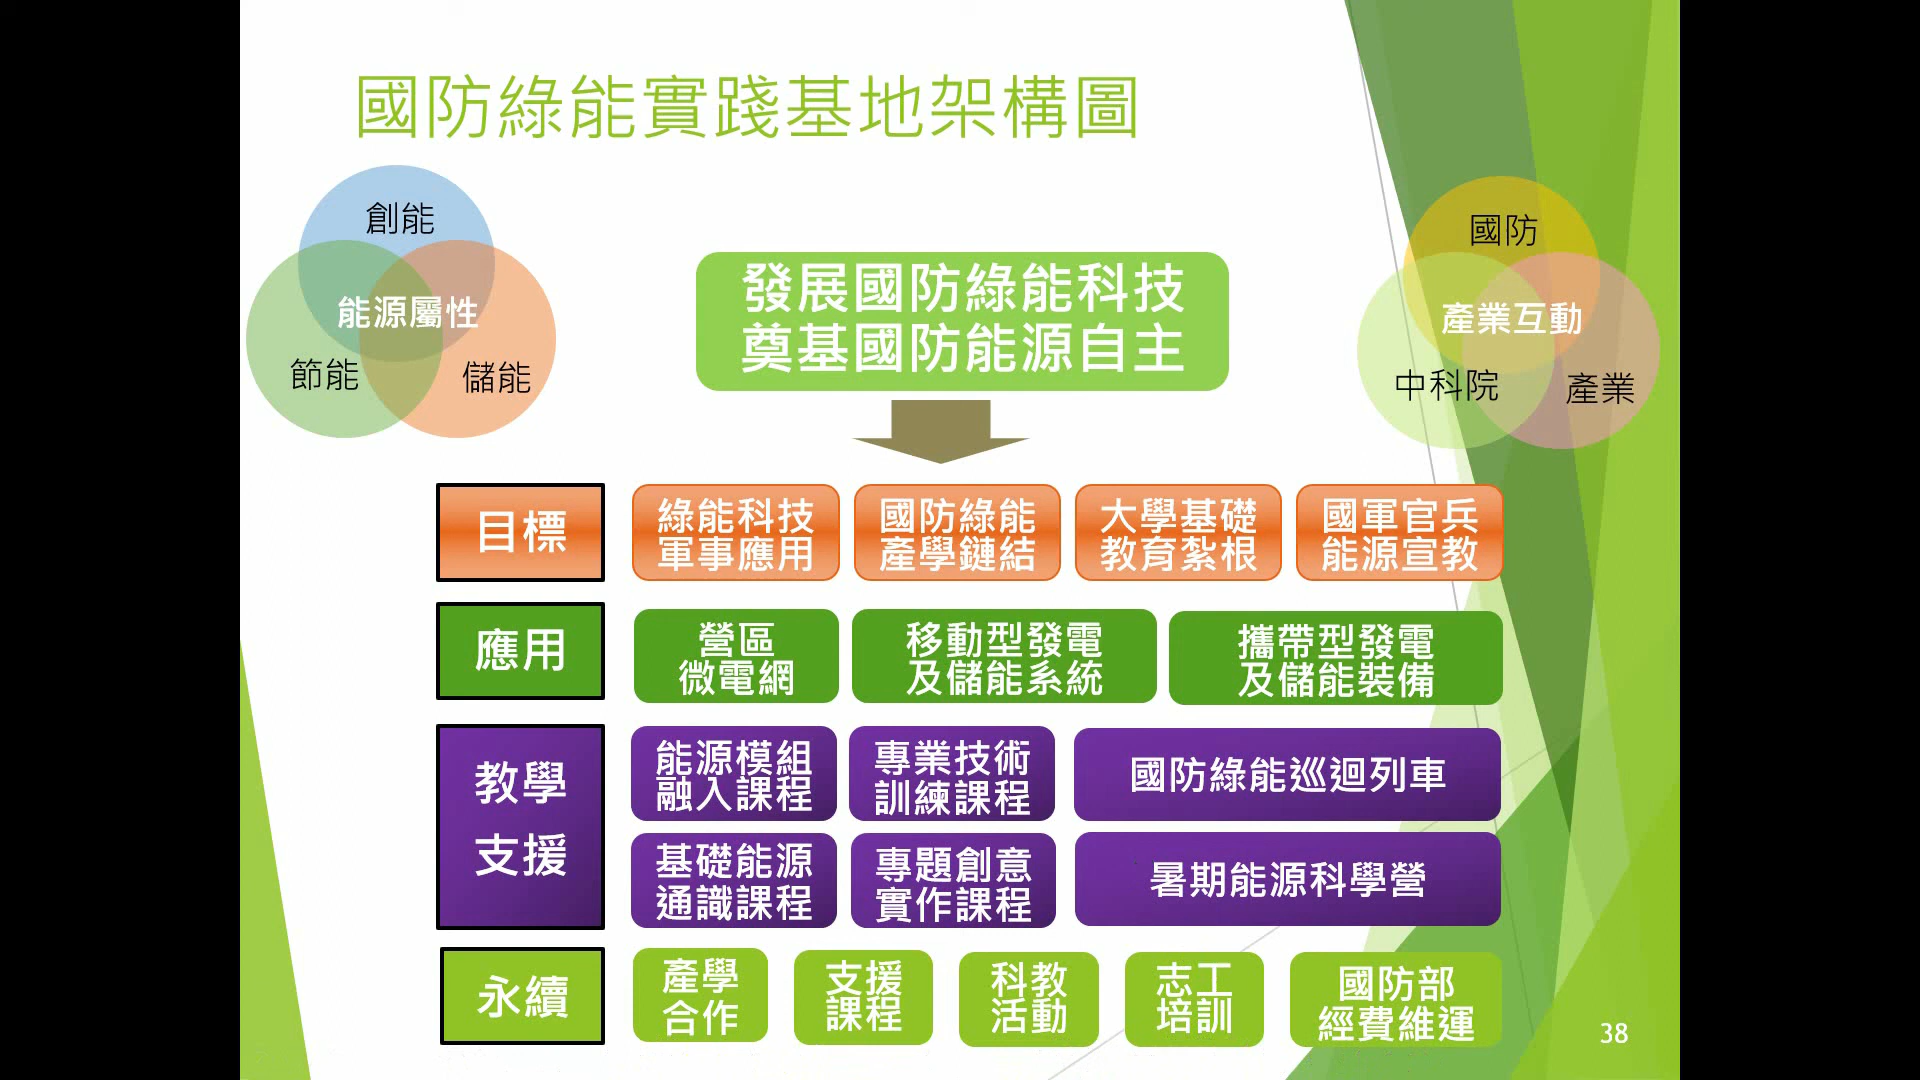 國防綠能實踐基地架構圖
創能
能源屬性
節能
儲能
國防
產業互動
中科院
產業
發展國防綠能科技
奠基國防能源自主
目標
綠能科技
軍事應用
國防綠能
產學鏈結
大學基礎
教育紮根
國軍官兵
能源宣教
應用
營區
微電網
移動型發電
及儲能系統
攜帶型發電
及儲能裝備
教學
支援
能源模組
融入課程
專業技術
訓練課程
國防綠能巡迴列車
基礎能源
通識課程
專題創意
實作課程
暑期能源科學營
永續
產學
合作
支援
課程
科教
活動
志工
培訓
國防部
經費維運
38